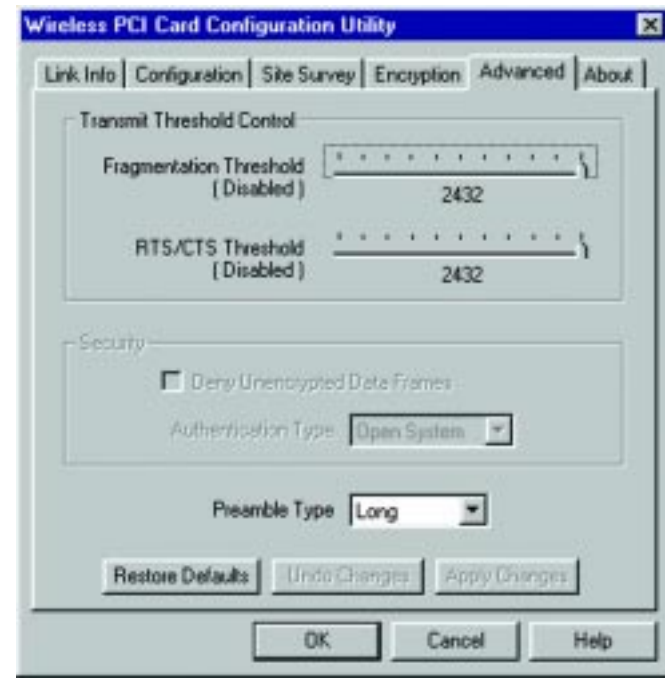 Wireless PCI Card Configuration Utility
Link Info Configuration Site Survey Encryption Advanced About
Transmit Threshold Control
Fragmentation Threshold
( Disabled )
2432
RTS/CTS Threshold
( Disabled )
2432
Security
Deny Unencrypted Data Frames
Authentication Type Open System
Preamble Type Long
Restore Defaults Undo Changes Apply Changes
OK Cancel Help